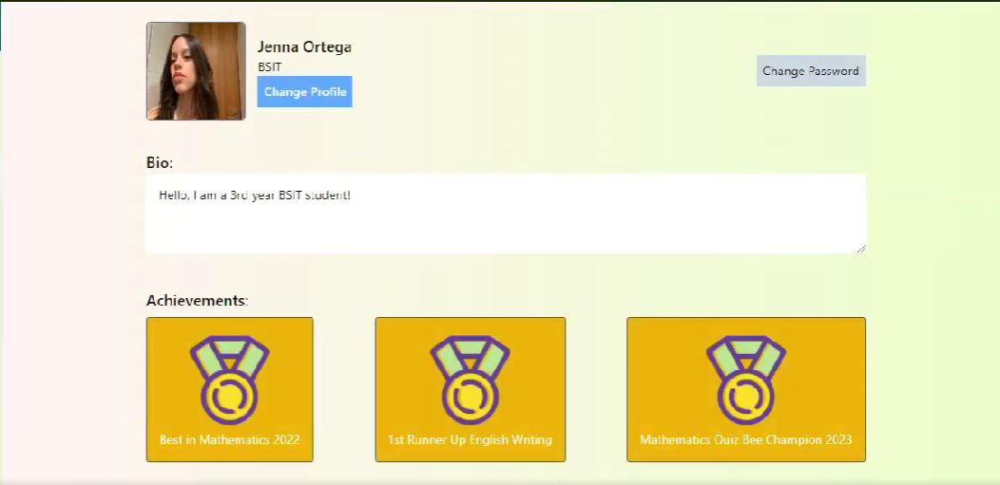 Jenna Ortega
BSIT
Change Profile
Change Password
Bio:
Hello, I am a 3rd year BSIT student!
Achievements:
Best in Mathematics 2022
1st Runner Up English Writing
Mathematics Quiz Bee Champion 2023